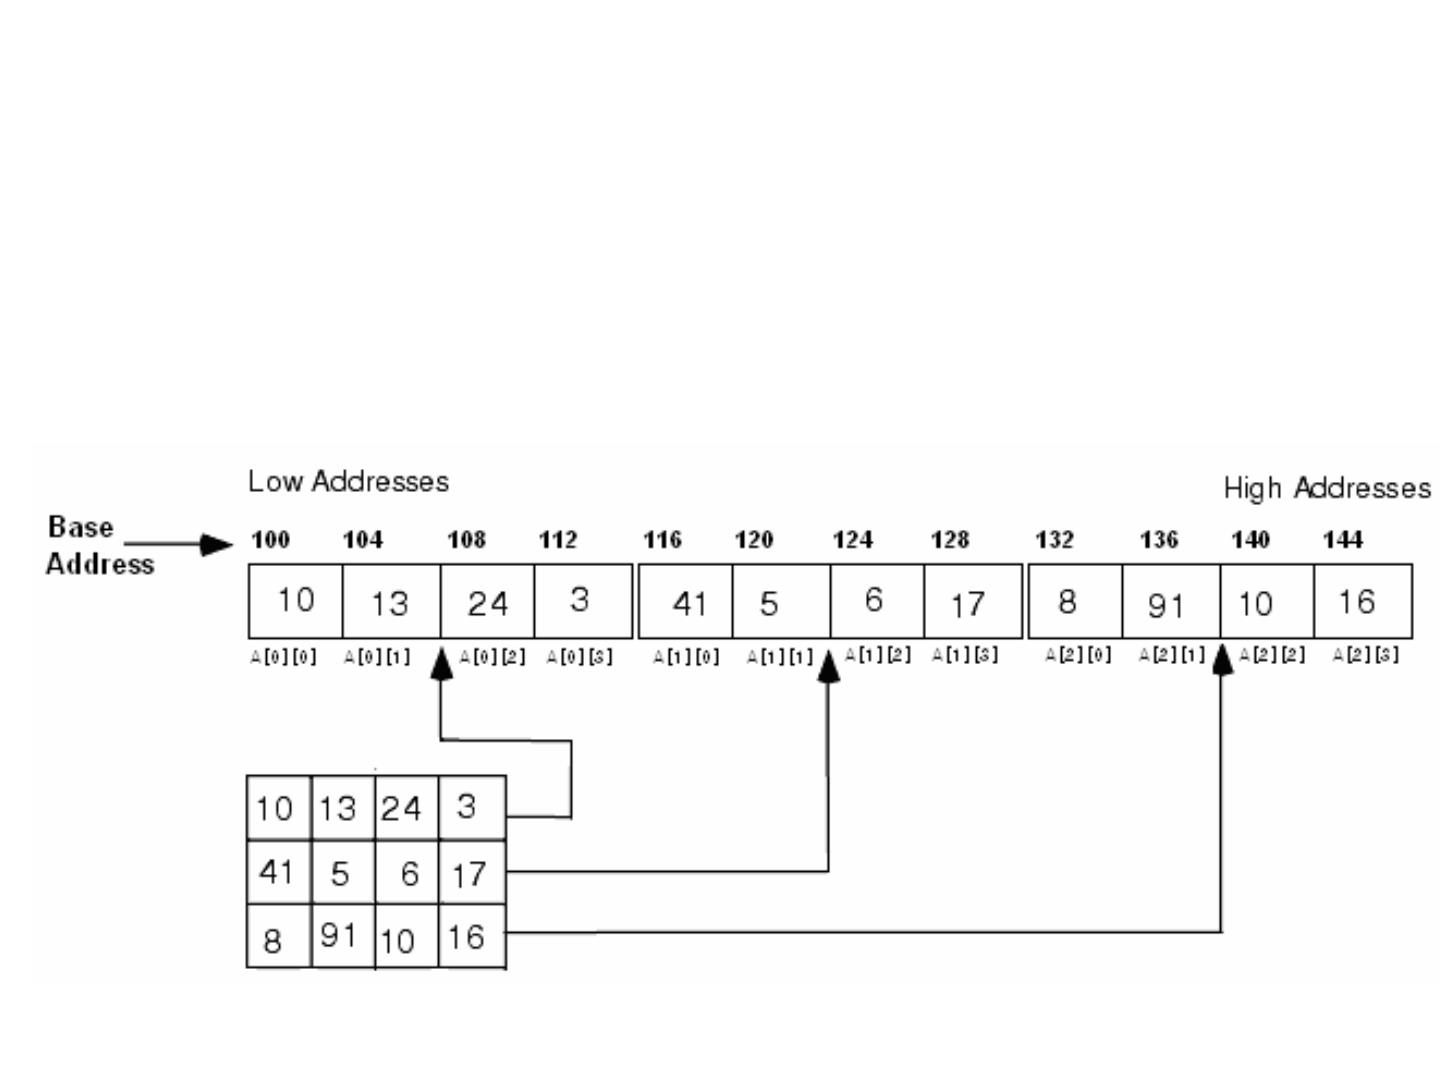 Low Addresses High Addresses
Base Address
100 104 108 112 116 120 124 128 132 136 140 144
10 13 24 3 41 5 6 17 8 91 10 16
A[0][0] A[0][1] A[0][2] A[0][3] A[1][0] A[1][1] A[1][2] A[1][3] A[2][0] A[2][1] A[2][2] A[2][3]
10 13 24 3
41 5 6 17
8 91 10 16